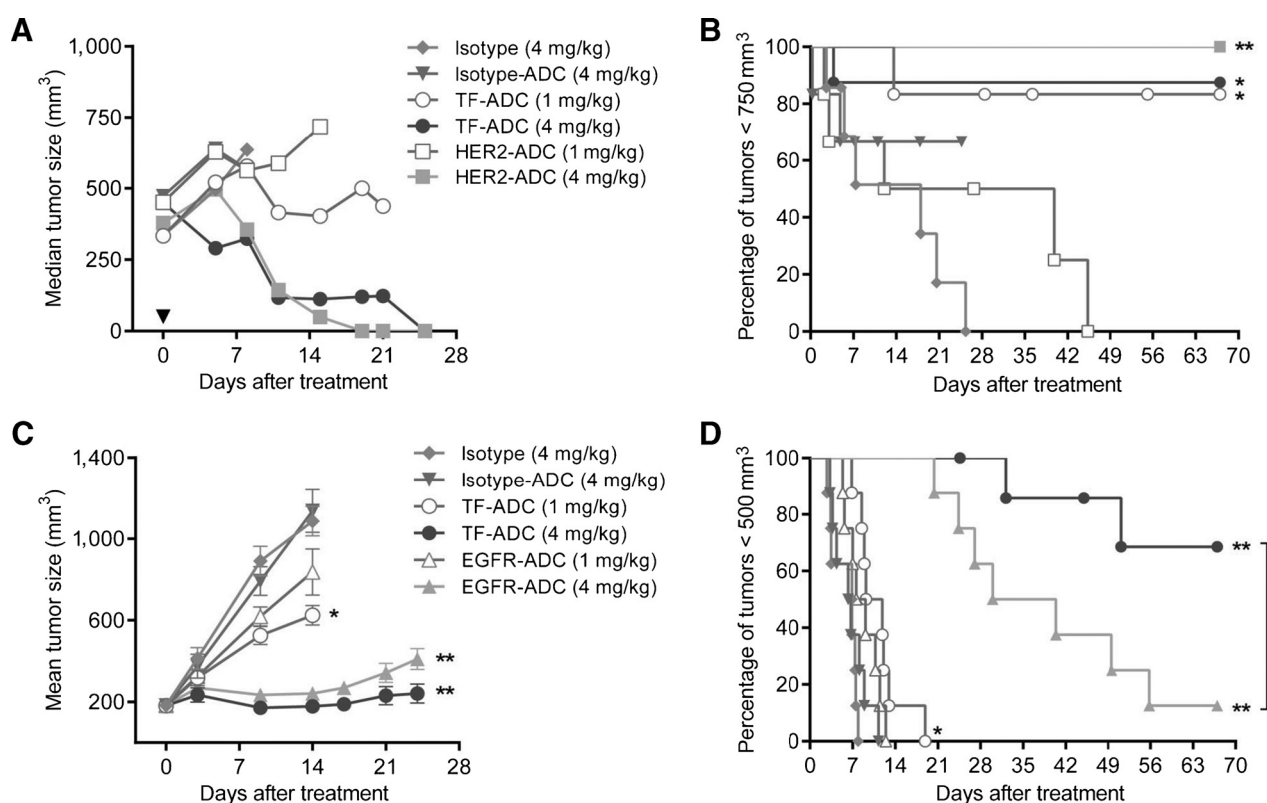 A
Median tumor size (mm3)
1,000
750
500
250
0
0 7 14 21 28
Days after treatment
Isotype (4 mg/kg)
Isotype-ADC (4 mg/kg)
TF-ADC (1 mg/kg)
TF-ADC (4 mg/kg)
HER2-ADC (1 mg/kg)
HER2-ADC (4 mg/kg)
B
Percentage of tumors < 750 mm3
100
80
60
40
20
0
0 7 14 21 28 35 42 49 56 63 70
Days after treatment
**
*
*
C
Mean tumor size (mm3)
1,400
1,000
600
200
0 7 14 21 28
Days after treatment
Isotype (4 mg/kg)
Isotype-ADC (4 mg/kg)
TF-ADC (1 mg/kg)
TF-ADC (4 mg/kg)
EGFR-ADC (1 mg/kg)
EGFR-ADC (4 mg/kg)
*
**
**
D
Percentage of tumors < 500 mm3
100
80
60
40
20
0
0 7 14 21 28 35 42 49 56 63 70
Days after treatment
**
**
*